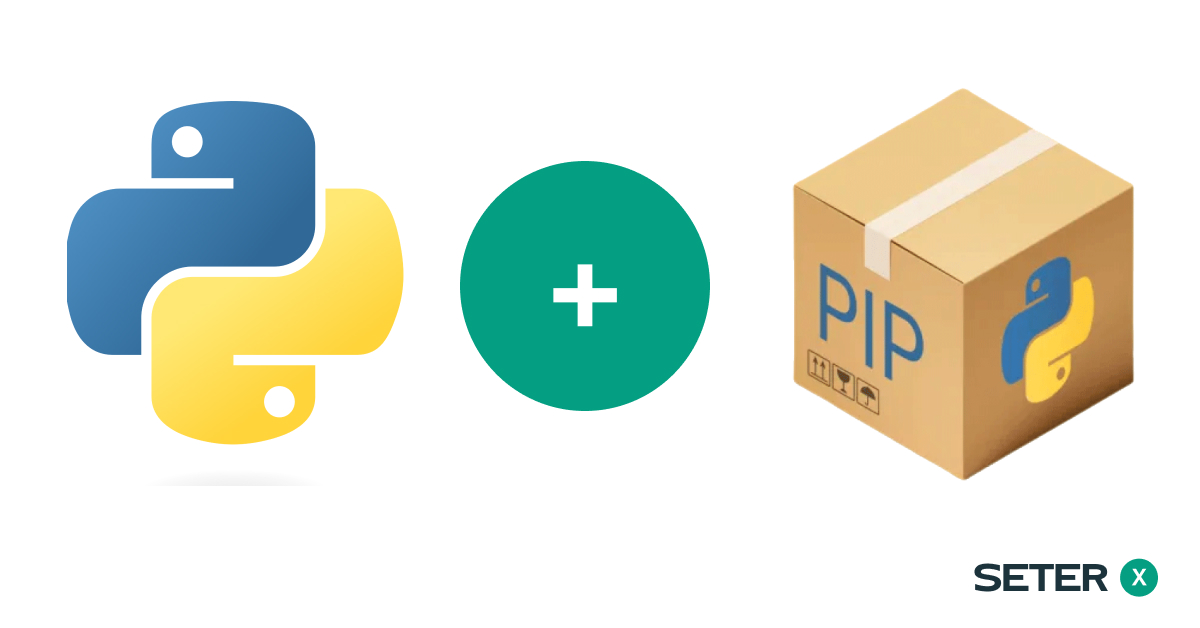 +
PIP
SETER X